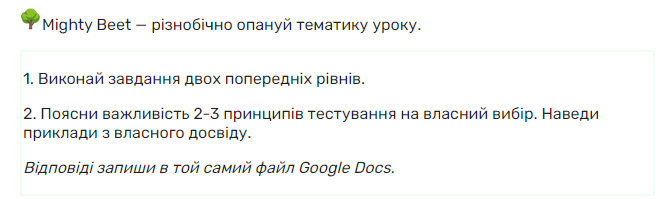 🌳Mighty Beet — різнобічно опануй тематику уроку.
1. Виконай завдання двох попередніх рівнів.
2. Поясни важливість 2-3 принципів тестування на власний вибір. Наведи
приклади з власного досвіду.
Відповіді запиши в той самий файл Google Docs.